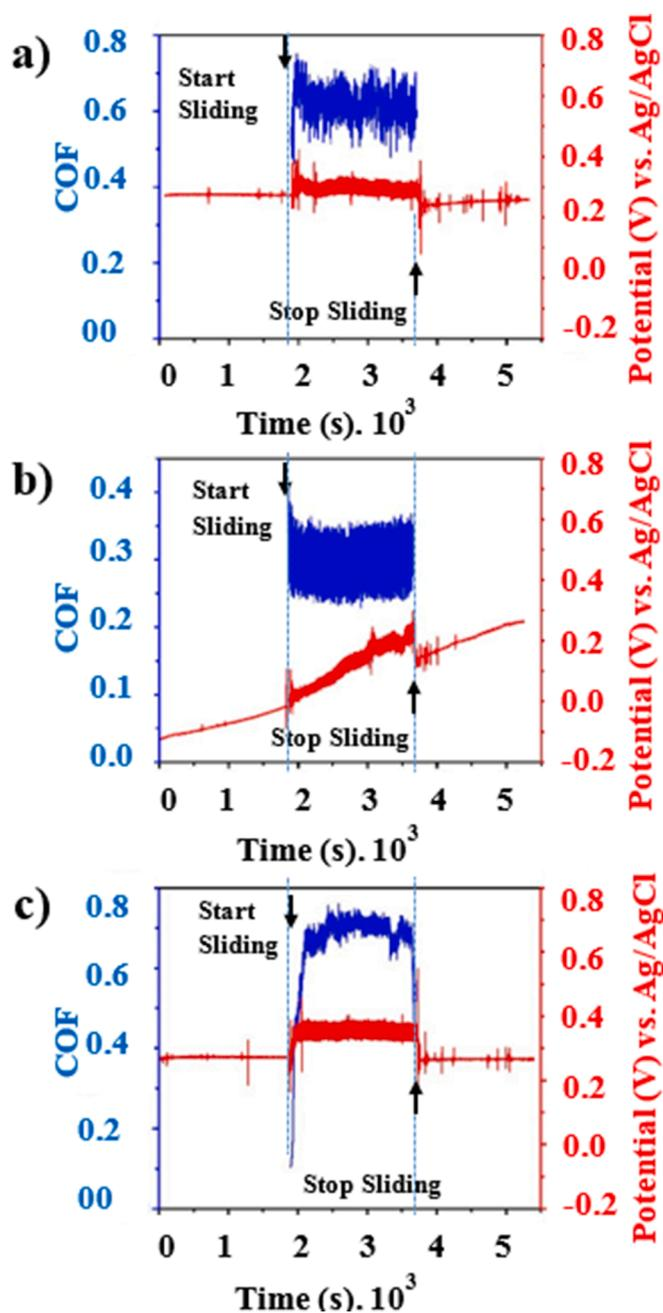 a)
0.8
0.6
0.4
0.2
00
COF
Start
Sliding
Stop Sliding
0.8
0.6
0.4
0.2
0.0
-0.2
Potential (V) vs. Ag/AgCl
0 1 2 3 4 5
Time (s). 10³
b)
0.4
0.3
0.2
0.1
0.0
COF
Start
Sliding
Stop Sliding
0.8
0.6
0.4
0.2
0.0
-0.2
Potential (V) vs. Ag/AgCl
0 1 2 3 4 5
Time (s). 10³
c)
0.8
0.6
0.4
0.2
00
COF
Start
Sliding
Stop Sliding
0.8
0.6
0.4
0.2
0.0
-0.2
Potential (V) vs. Ag/AgCl
0 1 2 3 4 5
Time (s). 10³